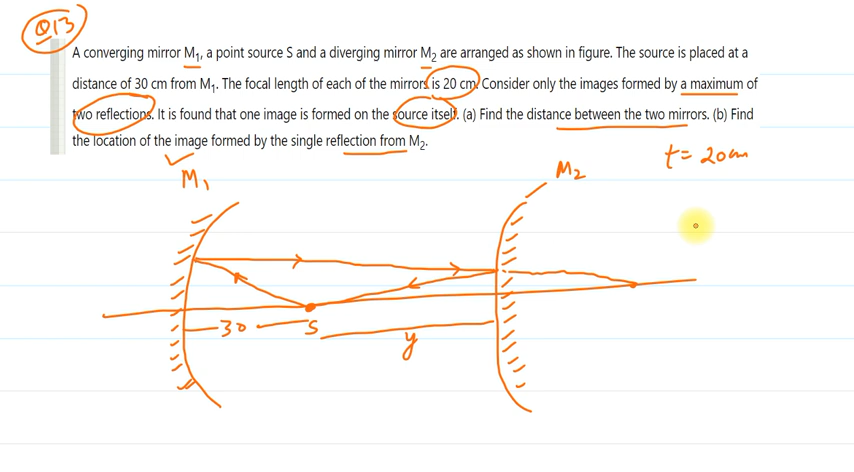 Q13
A converging mirror M₁, a point source S and a diverging mirror M₂ are arranged as shown in figure. The source is placed at a
distance of 30 cm from M₁. The focal length of each of the mirrors is 20 cm. Consider only the images formed by a maximum of
two reflections. It is found that one image is formed on the source itself. (a) Find the distance between the two mirrors. (b) Find
the location of the image formed by the single reflection from M₂.
f = 20cm
M₁
M₂
30
S
y